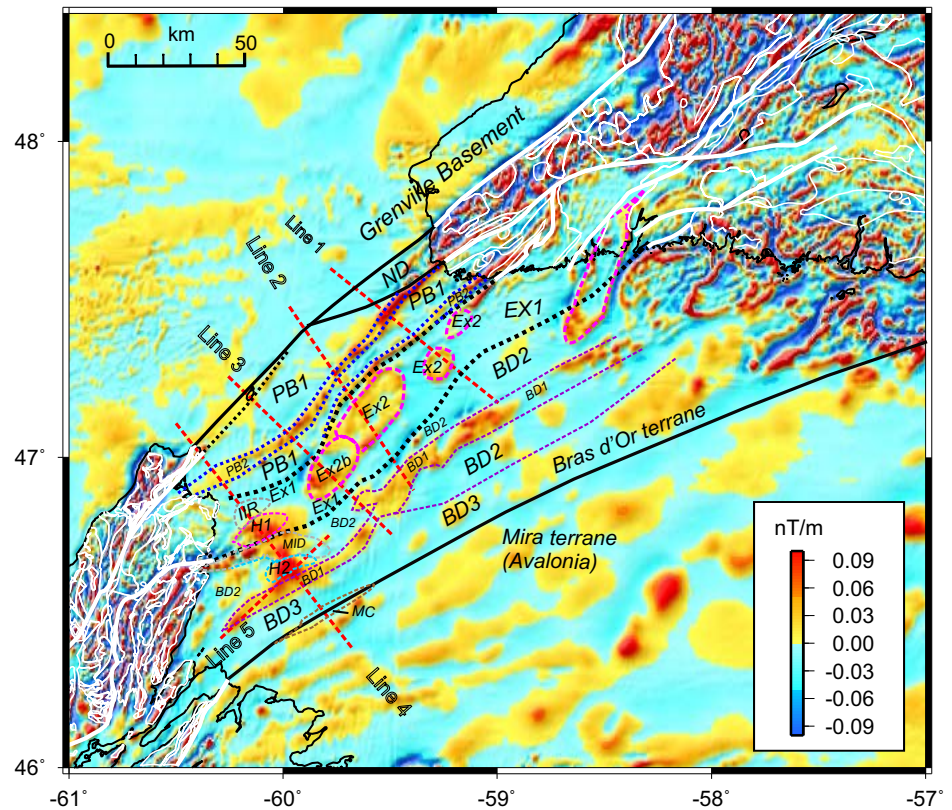 0 km 50
48°
47°
46°
-61°
-60°
-59°
-58°
-57°
Grenville Basement
Line 1
Line 2
Line 3
Line 4
Line 5
ND
PB1
PB2
EX1
Ex2
Ex2
BD2
PB1
Ex2
BD1
BD2
PB2
PB1
Ex2b
BD1
BD2
Ex1
Ex1
BD3
Bras d'Or terrane
IR
H1
BD2
MID
Mira terrane
(Avalonia)
H2
BD1
BD2
BD3
MC
nT/m
0.09
0.06
0.03
0.00
-0.03
-0.06
-0.09